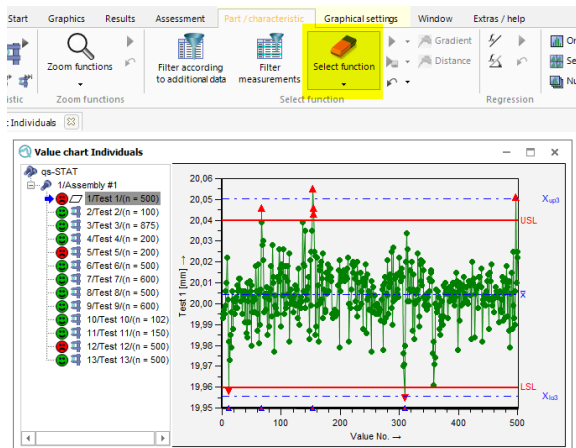 Start Graphics Results Assessment Part / characteristic Graphical settings Window Extras / help
Zoom functions
Filter according to additional data
Filter measurements
Select function
Gradient
Distance
Zoom functions
Select function
Regression
t Individuals
Value chart Individuals
qs-STAT
1/Assembly #1
1/Test 1/(n = 500)
2/Test 2/(n = 100)
3/Test 3/(n = 875)
4/Test 4/(n = 200)
5/Test 5/(n = 200)
6/Test 6/(n = 500)
7/Test 7/(n = 600)
8/Test 8/(n = 500)
9/Test 9/(n = 600)
10/Test 10/(n = 102)
11/Test 11/(n = 150)
12/Test 12/(n = 500)
13/Test 13/(n = 500)
Test 1 [mm] →
20,06
20,05
20,04
20,03
20,02
20,01
20,00
19,99
19,98
19,97
19,96
19,95
Xup3
USL
x̄
LSL
Xlo3
0 100 200 300 400 500
Value No. →